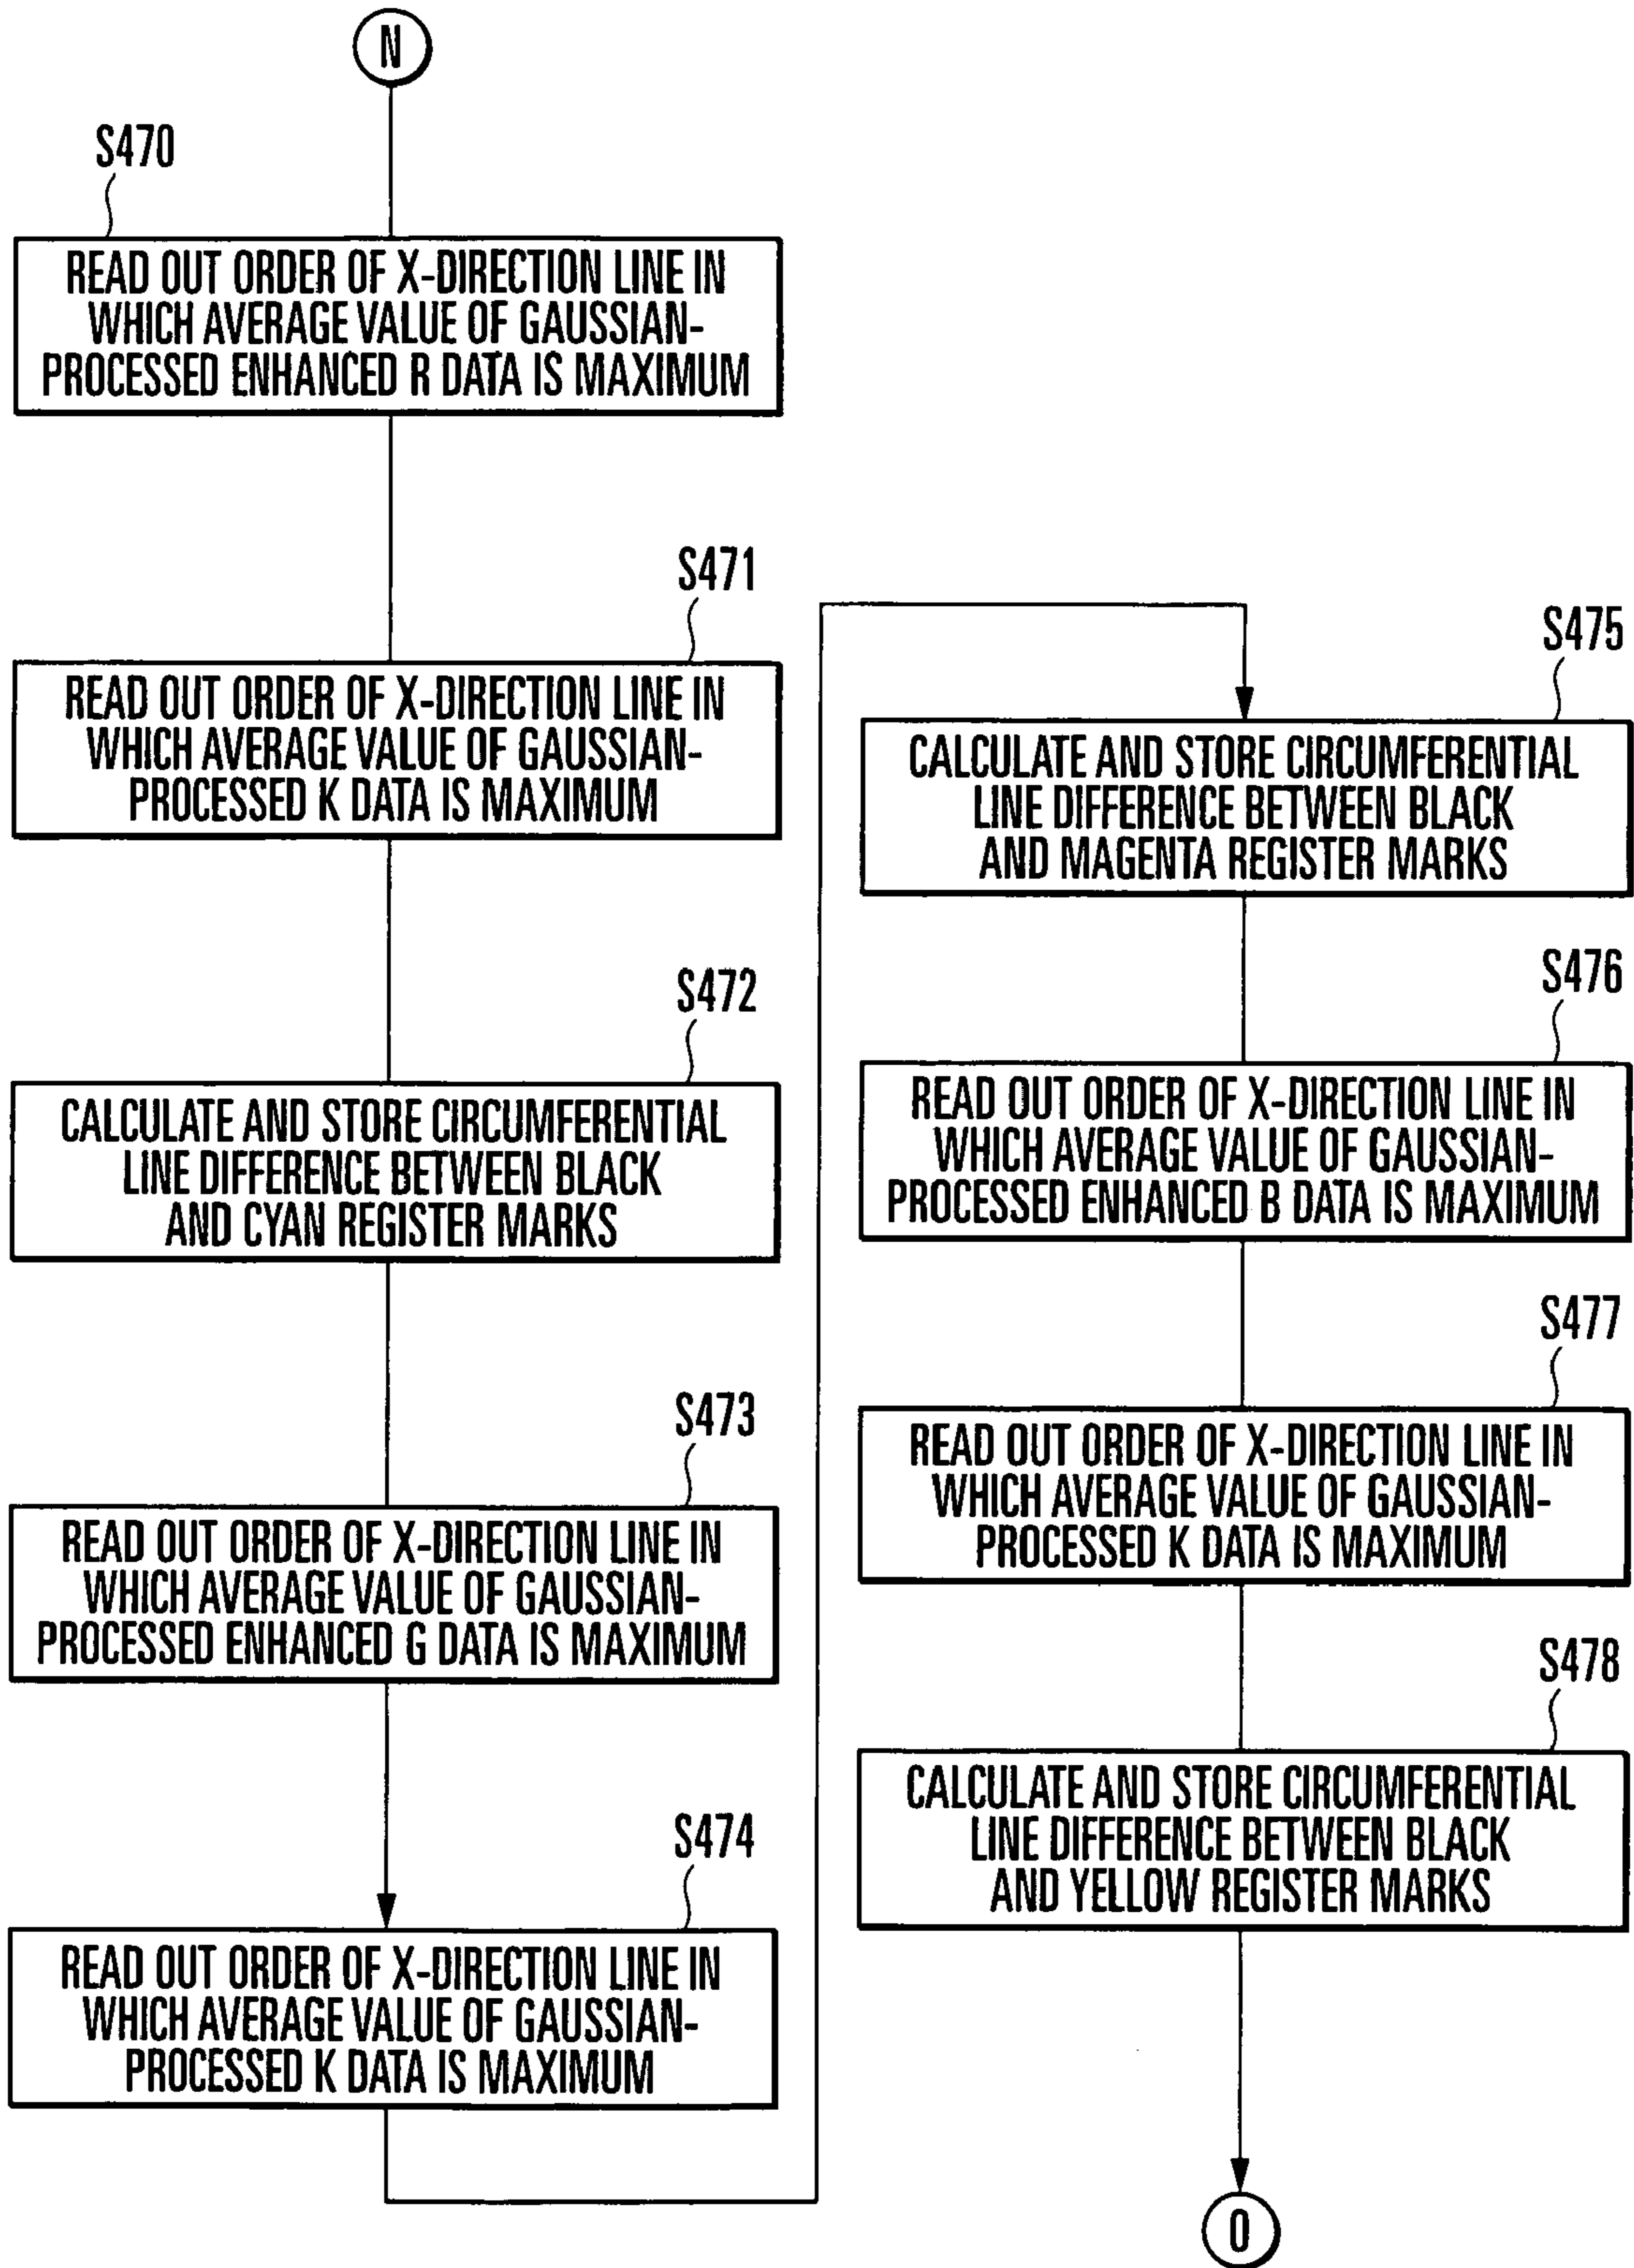 N
S470
READ OUT ORDER OF X-DIRECTION LINE IN
WHICH AVERAGE VALUE OF GAUSSIAN-
PROCESSED ENHANCED R DATA IS MAXIMUM
S471
READ OUT ORDER OF X-DIRECTION LINE IN
WHICH AVERAGE VALUE OF GAUSSIAN-
PROCESSED K DATA IS MAXIMUM
S472
CALCULATE AND STORE CIRCUMFERENTIAL
LINE DIFFERENCE BETWEEN BLACK
AND CYAN REGISTER MARKS
S473
READ OUT ORDER OF X-DIRECTION LINE IN
WHICH AVERAGE VALUE OF GAUSSIAN-
PROCESSED ENHANCED G DATA IS MAXIMUM
S474
READ OUT ORDER OF X-DIRECTION LINE IN
WHICH AVERAGE VALUE OF GAUSSIAN-
PROCESSED K DATA IS MAXIMUM
S475
CALCULATE AND STORE CIRCUMFERENTIAL
LINE DIFFERENCE BETWEEN BLACK
AND MAGENTA REGISTER MARKS
S476
READ OUT ORDER OF X-DIRECTION LINE IN
WHICH AVERAGE VALUE OF GAUSSIAN-
PROCESSED ENHANCED B DATA IS MAXIMUM
S477
READ OUT ORDER OF X-DIRECTION LINE IN
WHICH AVERAGE VALUE OF GAUSSIAN-
PROCESSED K DATA IS MAXIMUM
S478
CALCULATE AND STORE CIRCUMFERENTIAL
LINE DIFFERENCE BETWEEN BLACK
AND YELLOW REGISTER MARKS
O